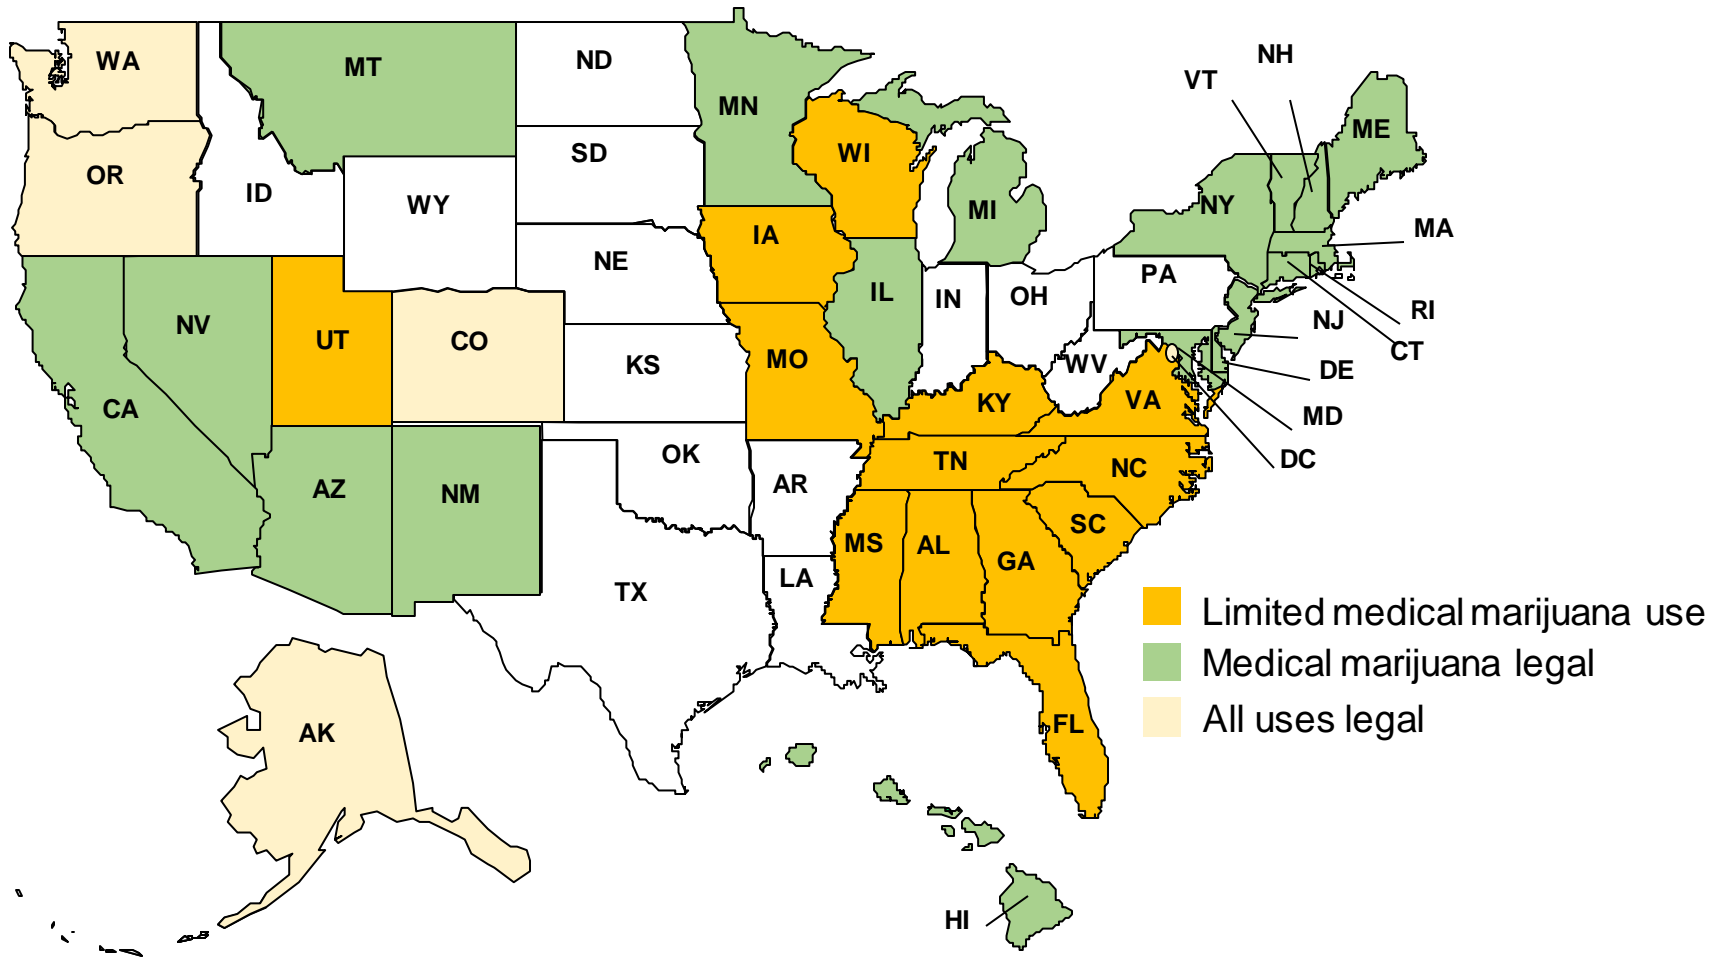 NH
WA
MT
ND
VT
MN
ME
WI
SD
OR
ID
WY
MI
NY
MA
IA
NE
PA
IL
IN
OH
RI
NV
NJ
UT
CO
MO
CT
KS
WV
DE
CA
KY
VA
MD
OK
TN
NC
DC
AZ
NM
AR
SC
MS
AL
GA
TX
LA
Limited medical marijuana use
Medical marijuana legal
AK
FL
All uses legal
HI